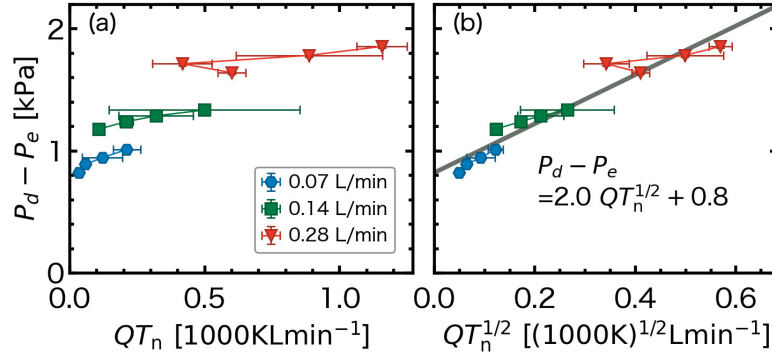 (a)
(b)
2
1
0
P_d − P_e [kPa]
0.07 L/min
0.14 L/min
0.28 L/min
P_d − P_e
=2.0 QT_n^{1/2} + 0.8
0.0 0.5 1.0
0.0 0.2 0.4 0.6
QT_n [1000KLmin^{−1}]
QT_n^{1/2} [(1000K)^{1/2}Lmin^{−1}]